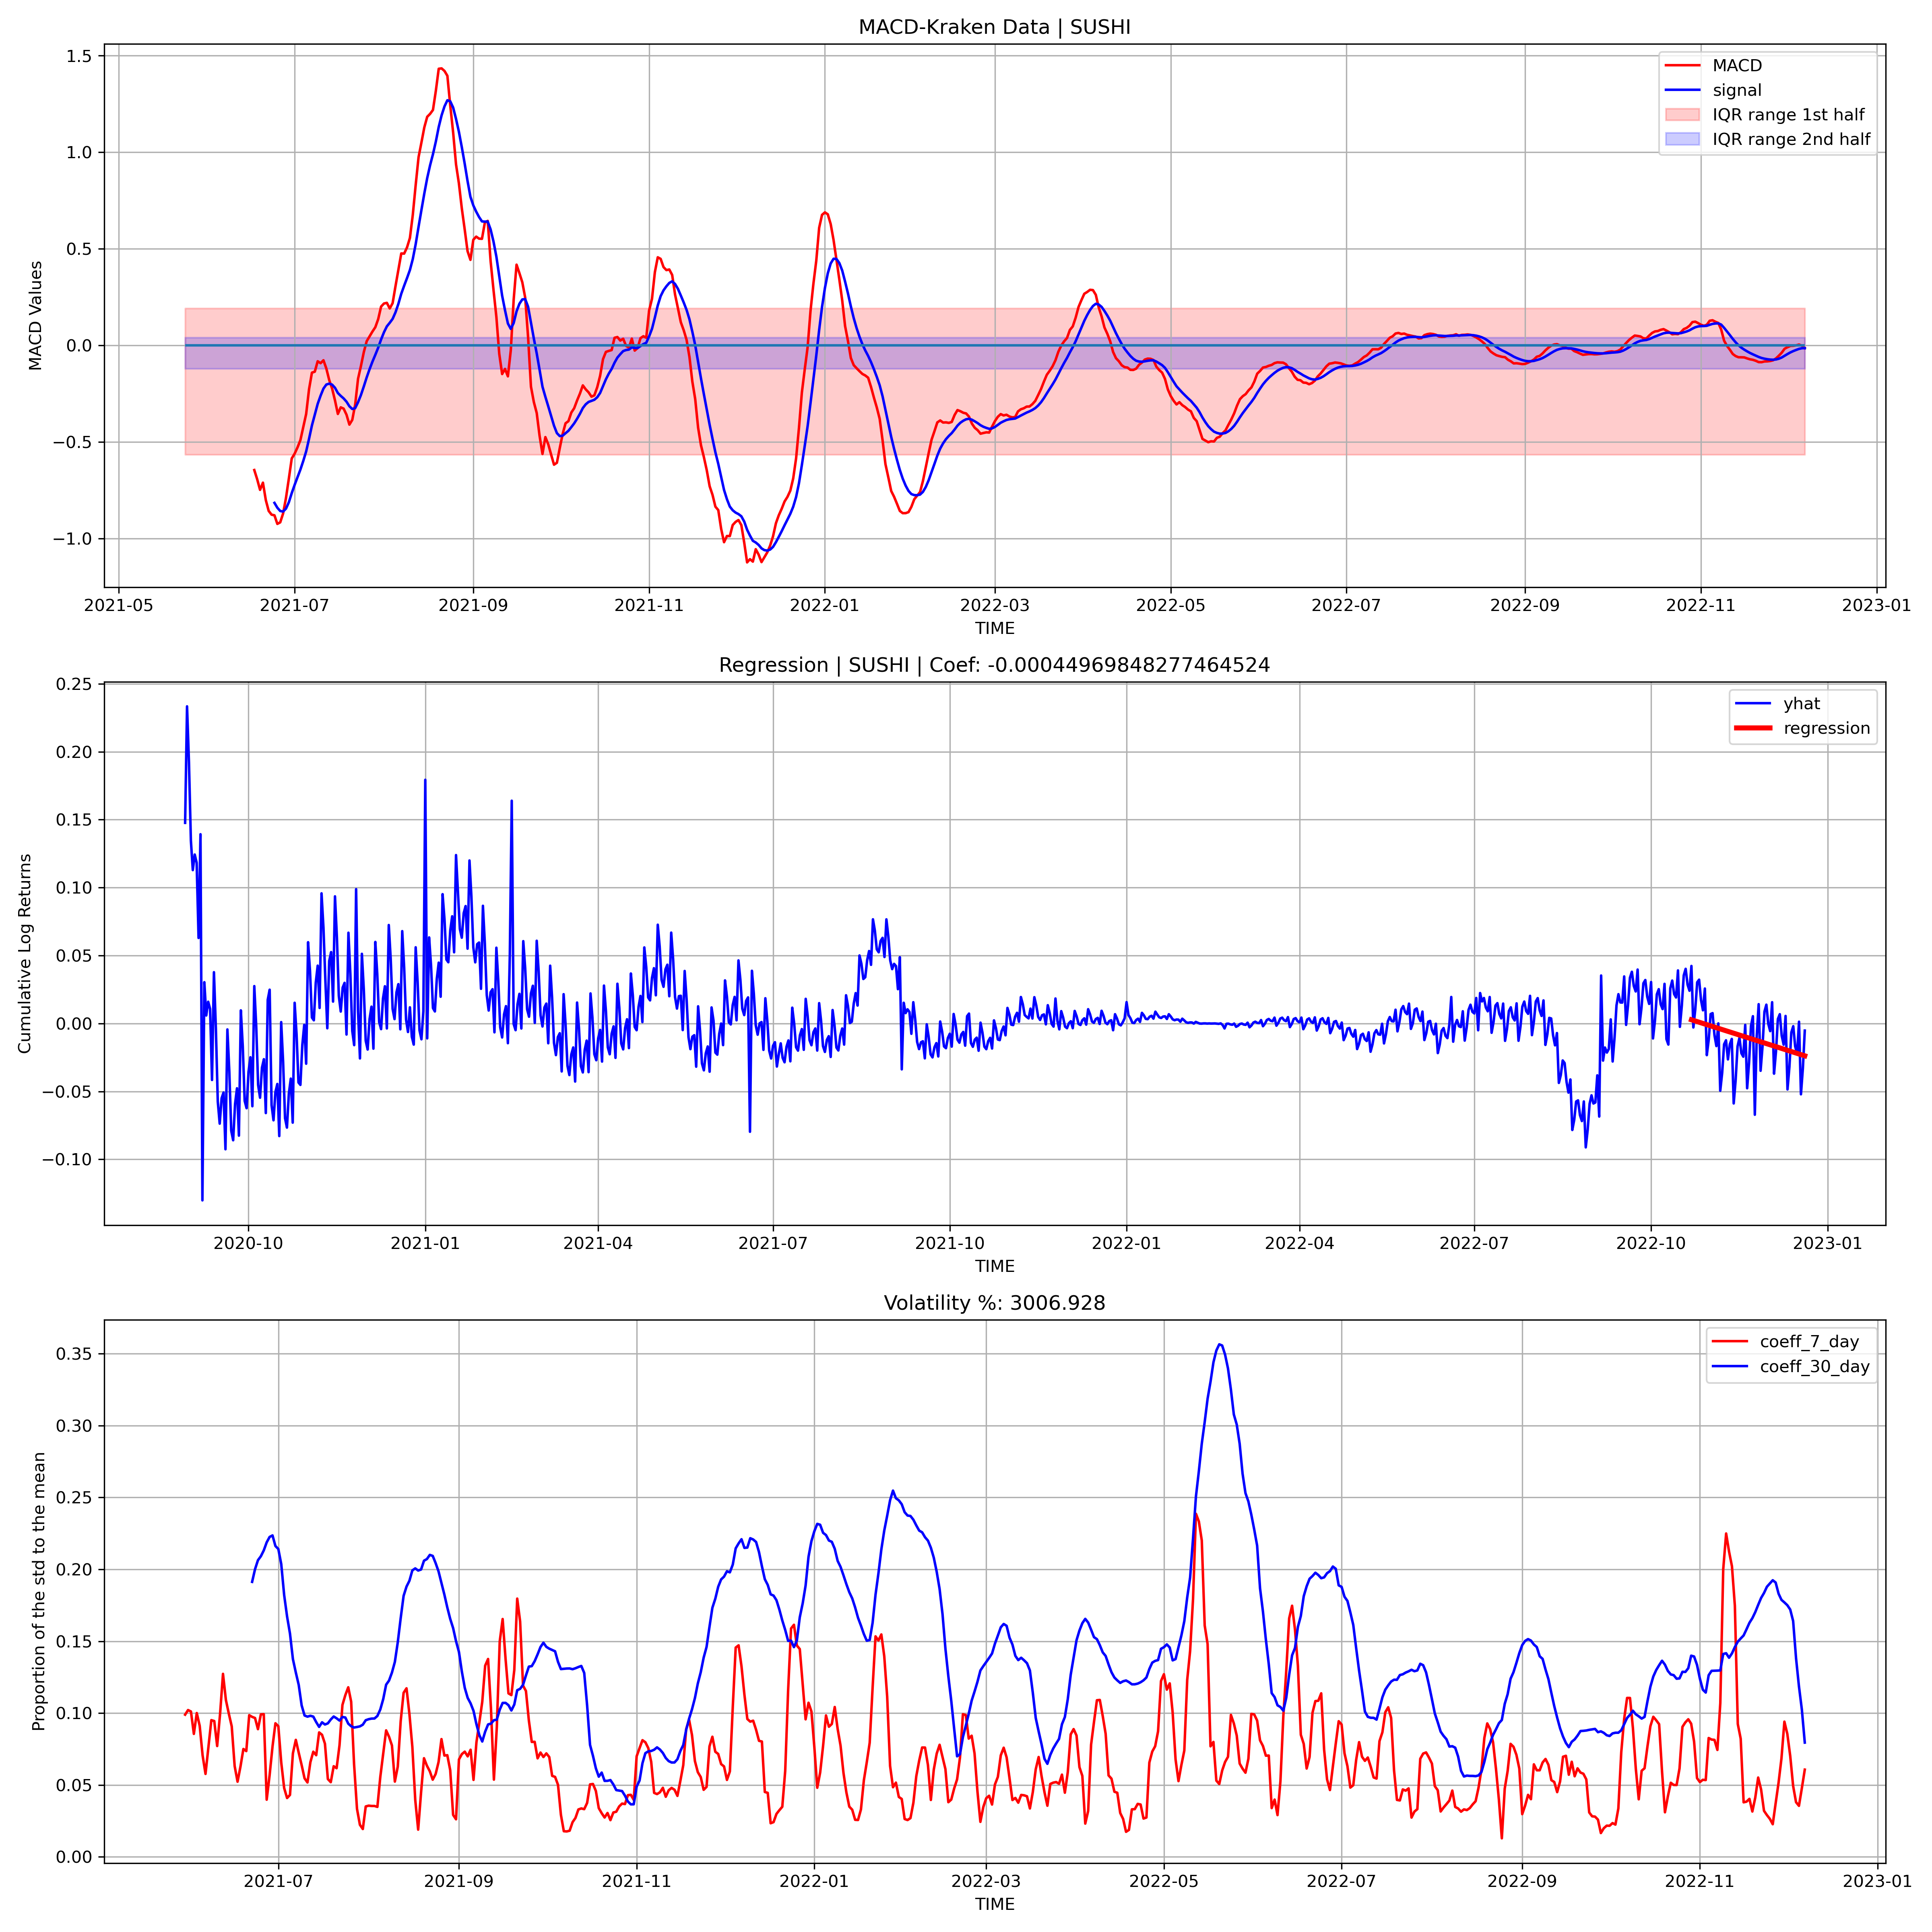 MACD-Kraken Data | SUSHI
MACD Values
1.5
1.0
0.5
0.0
−0.5
−1.0
MACD
signal
IQR range 1st half
IQR range 2nd half
2021-05 2021-07 2021-09 2021-11 2022-01 2022-03 2022-05 2022-07 2022-09 2022-11 2023-01
TIME
Regression | SUSHI | Coef: -0.00044969848277464524
Cumulative Log Returns
0.25
0.20
0.15
0.10
0.05
0.00
−0.05
−0.10
yhat
regression
2020-10 2021-01 2021-04 2021-07 2021-10 2022-01 2022-04 2022-07 2022-10 2023-01
TIME
Volatility %: 3006.928
Proportion of the std to the mean
0.35
0.30
0.25
0.20
0.15
0.10
0.05
0.00
coeff_7_day
coeff_30_day
2021-07 2021-09 2021-11 2022-01 2022-03 2022-05 2022-07 2022-09 2022-11 2023-01
TIME